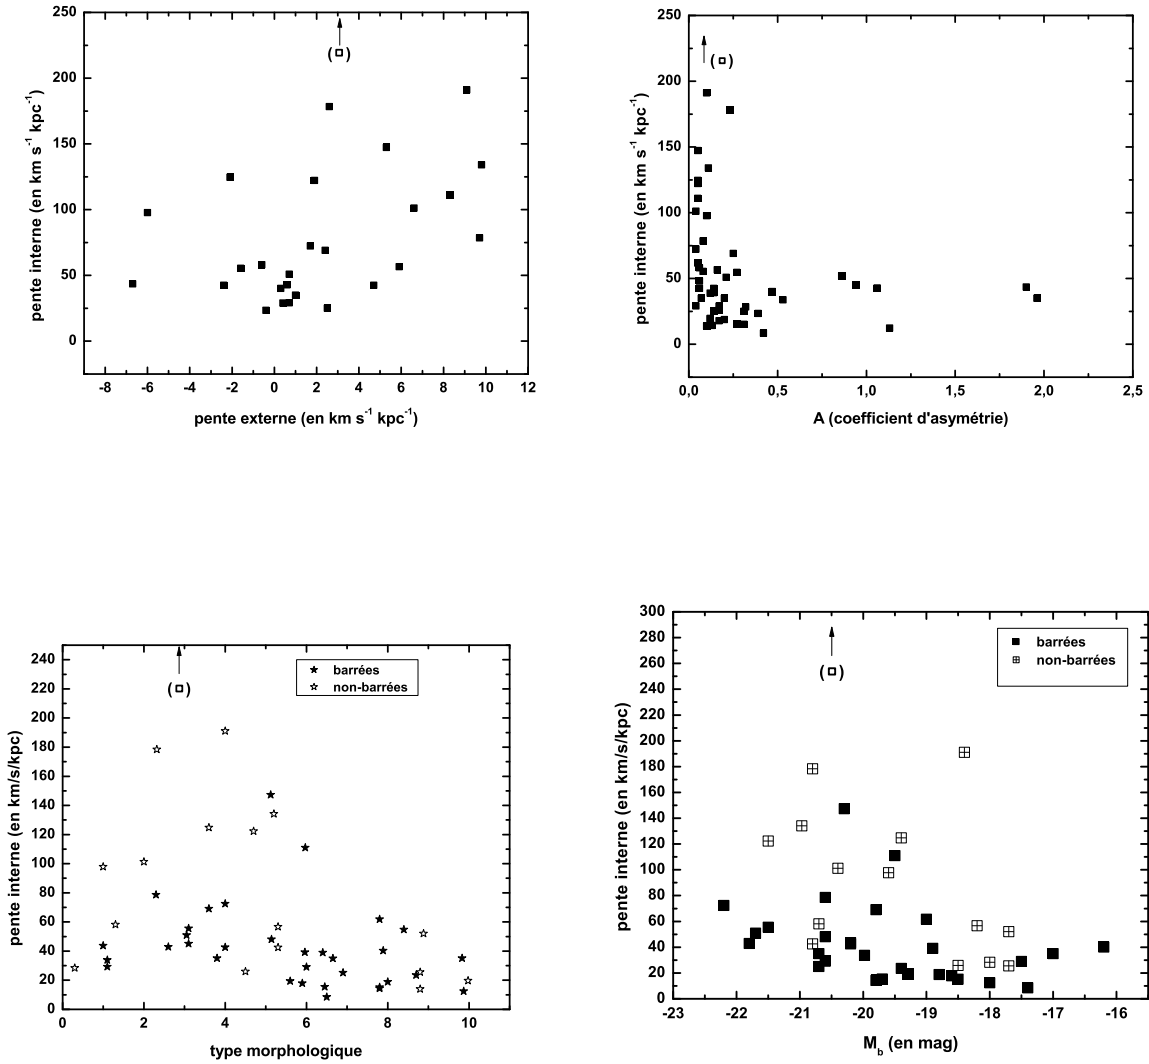 250
200
150
100
50
0
pente interne (en km s⁻¹ kpc⁻¹)
( )
-8 -6 -4 -2 0 2 4 6 8 10 12
pente externe (en km s⁻¹ kpc⁻¹)
250
200
150
100
50
0
pente interne (en km s⁻¹ kpc⁻¹)
( )
0,0 0,5 1,0 1,5 2,0 2,5
A (coefficient d'asymétrie)
240
220
200
180
160
140
120
100
80
60
40
20
0
pente interne (en km/s/kpc)
( )
barrées
non-barrées
0 2 4 6 8 10
type morphologique
300
280
260
240
220
200
180
160
140
120
100
80
60
40
20
0
pente interne (en km/s/kpc)
( )
barrées
non-barrées
-23 -22 -21 -20 -19 -18 -17 -16
M_b (en mag)